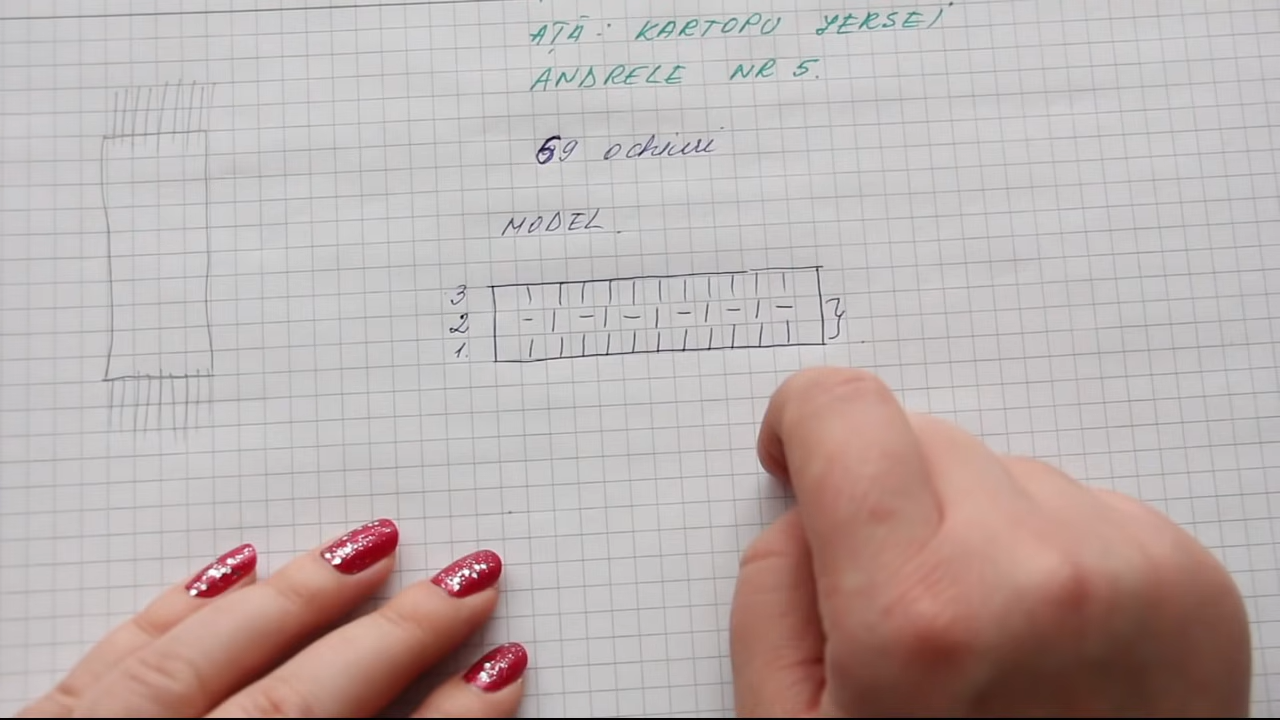 AȚĂ: KARTOPU YERSEI
ANDRELE NR 5.
69 ochiuri
MODEL.
3 | | | | | | | | | | |
2 - | - | - | - | - | -
1. | | | | | | | | | | |